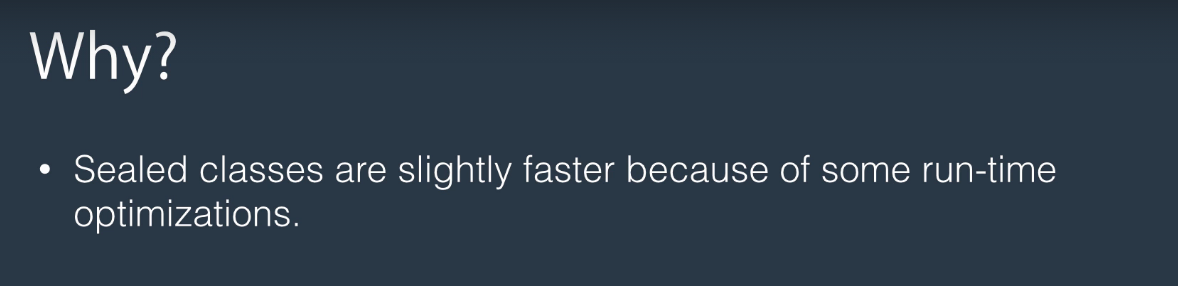 Why?
• Sealed classes are slightly faster because of some run-time
optimizations.